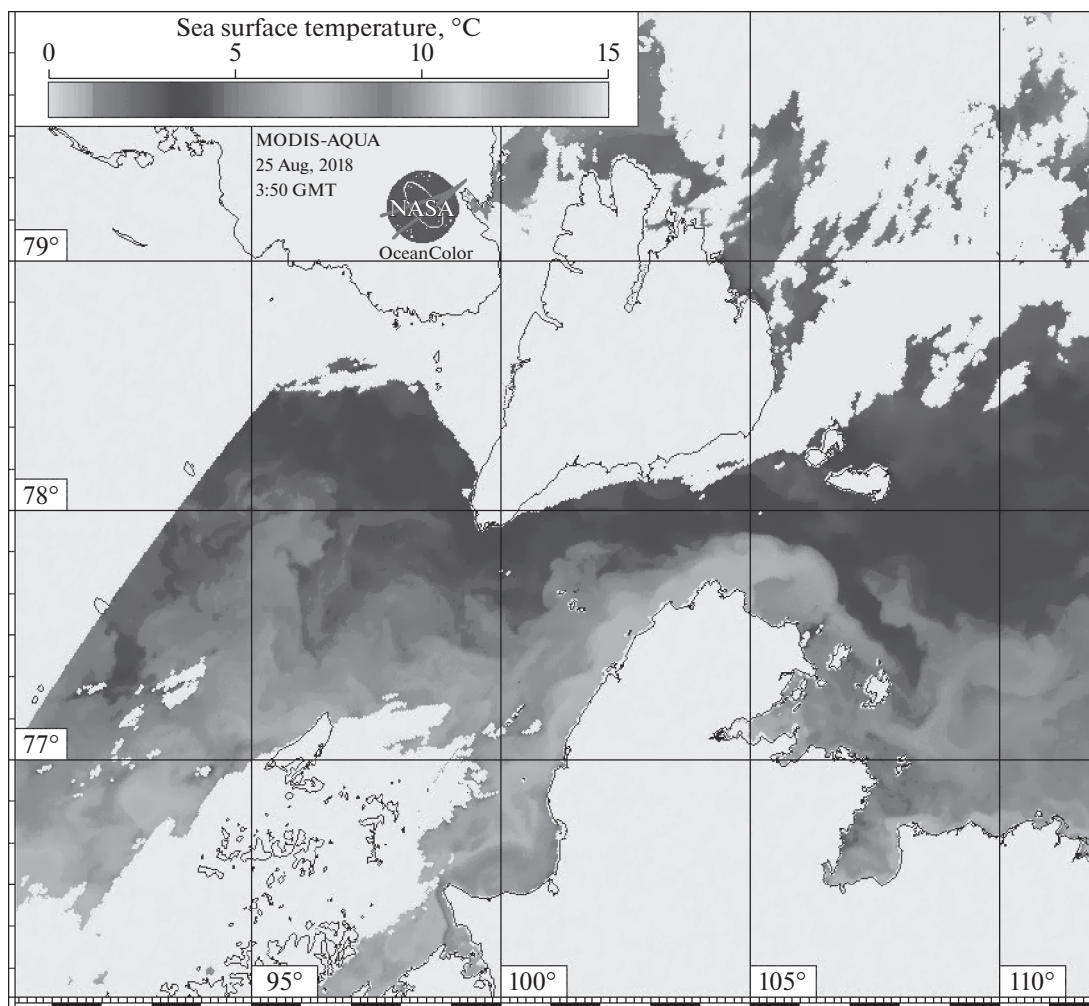 Sea surface temperature, °C
0 5 10 15
MODIS-AQUA
25 Aug, 2018
3:50 GMT
NASA
OceanColor
79°
78°
77°
95° 100° 105° 110°